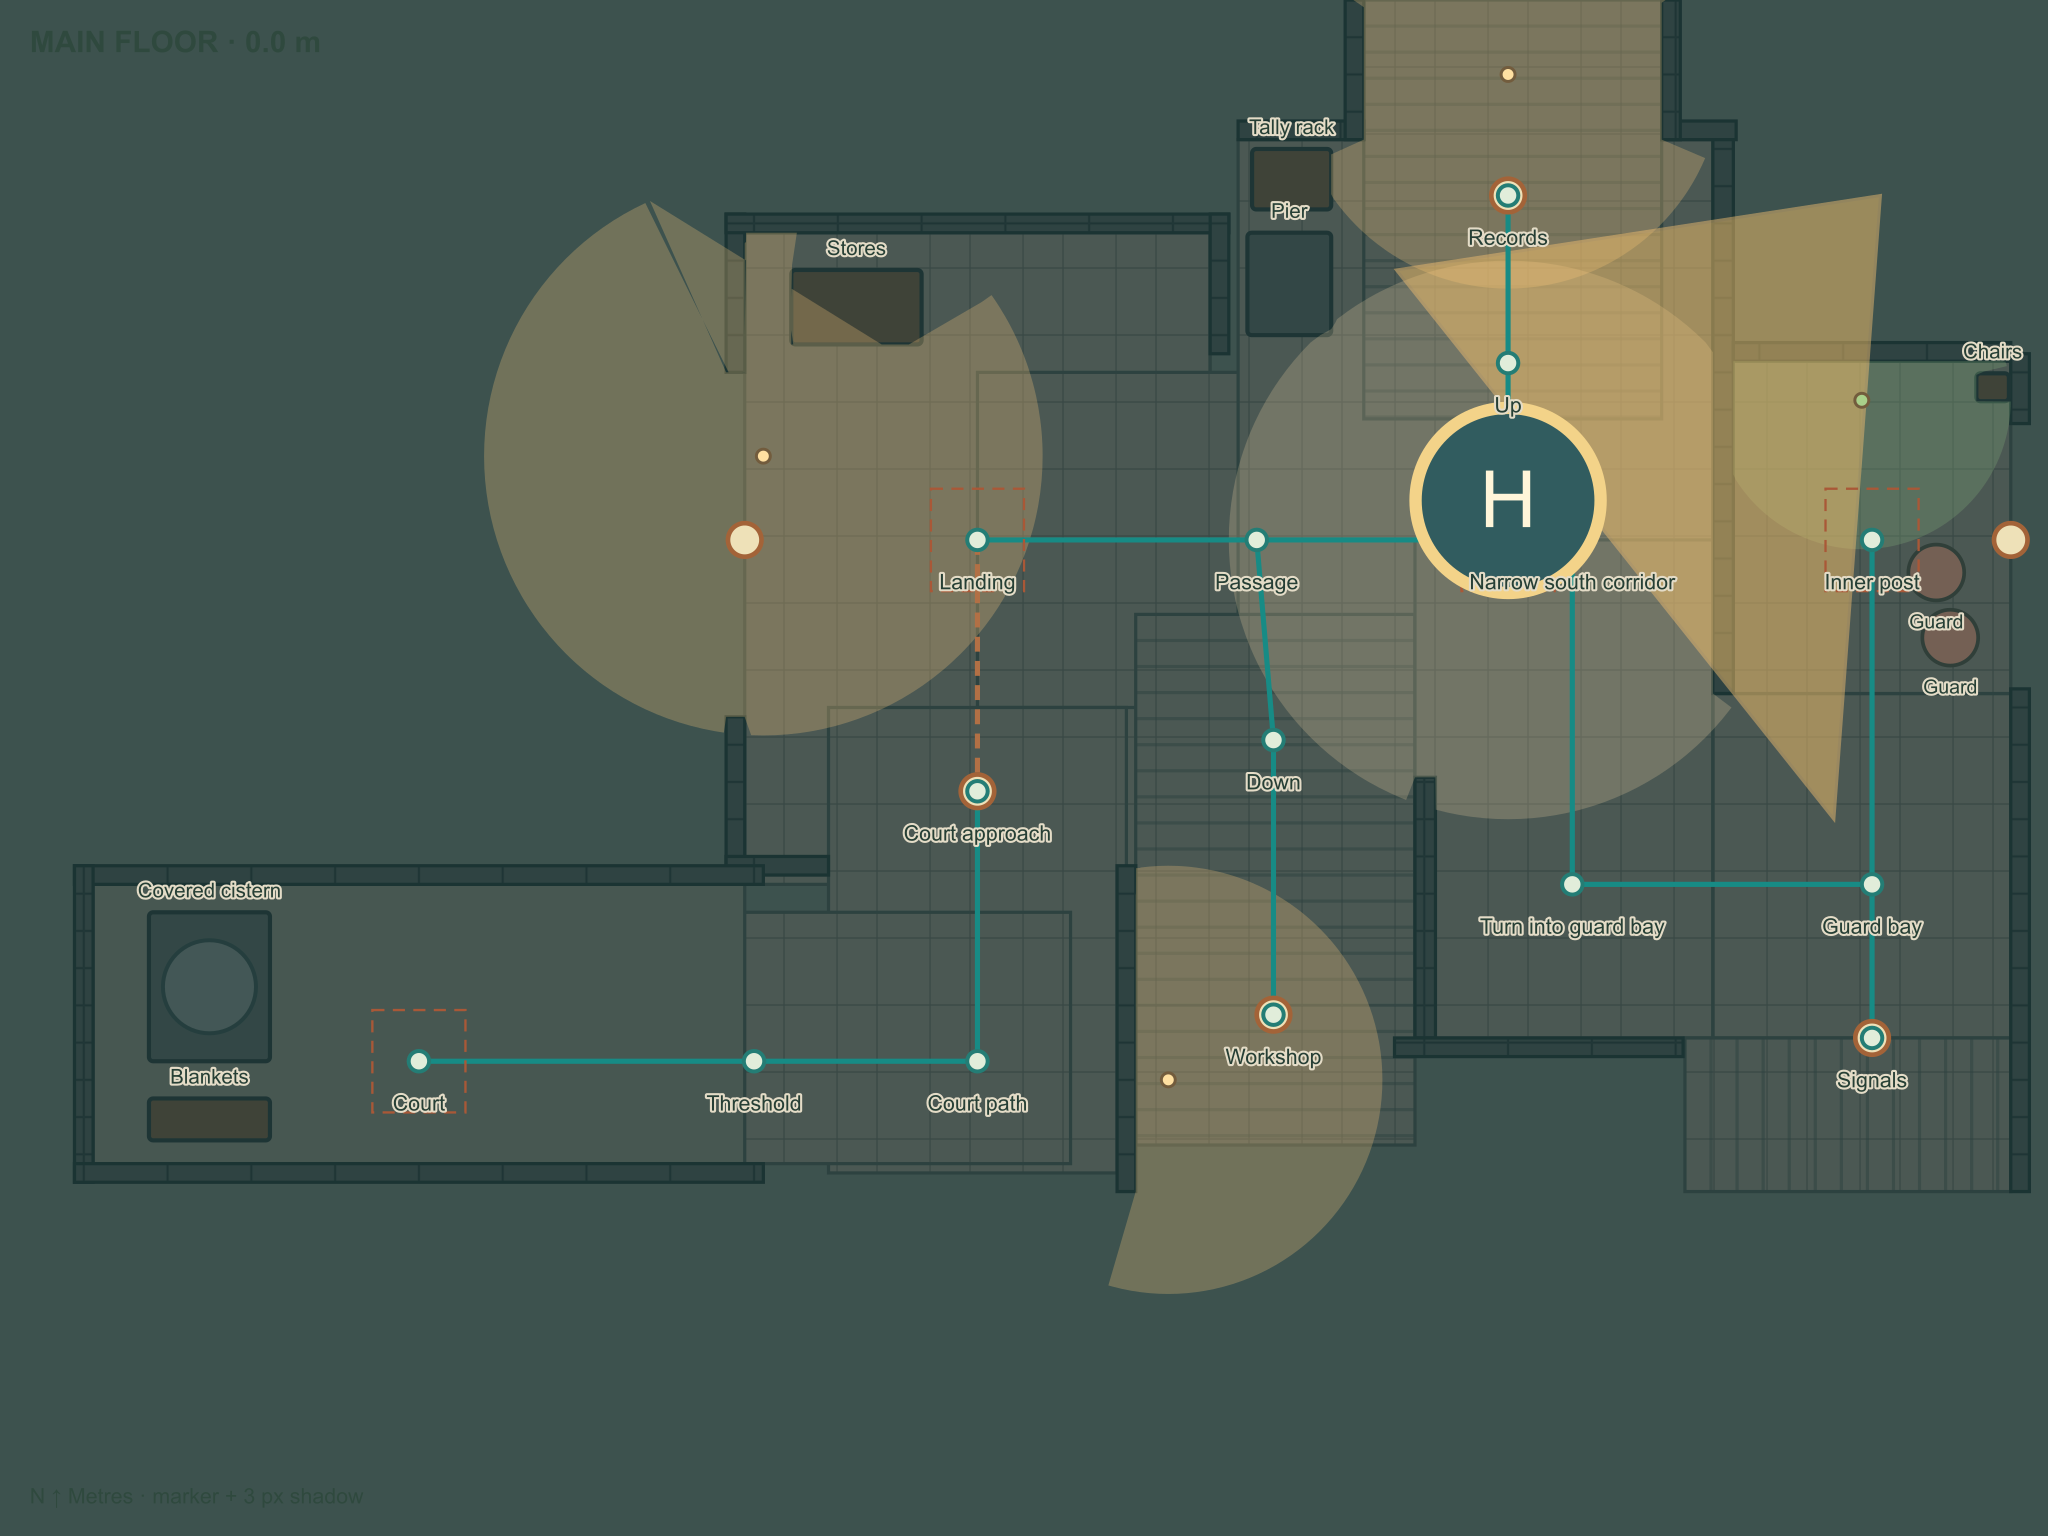 MAIN FLOOR · 0.0 m
Tally rack
Pier
Records
Stores
Chairs
Up
H
Landing
Passage
Narrow south corridor
Inner post
Guard
Guard
Down
Court approach
Covered cistern
Turn into guard bay
Guard bay
Workshop
Blankets
Signals
Court
Threshold
Court path
N ↑ Metres · marker + 3 px shadow